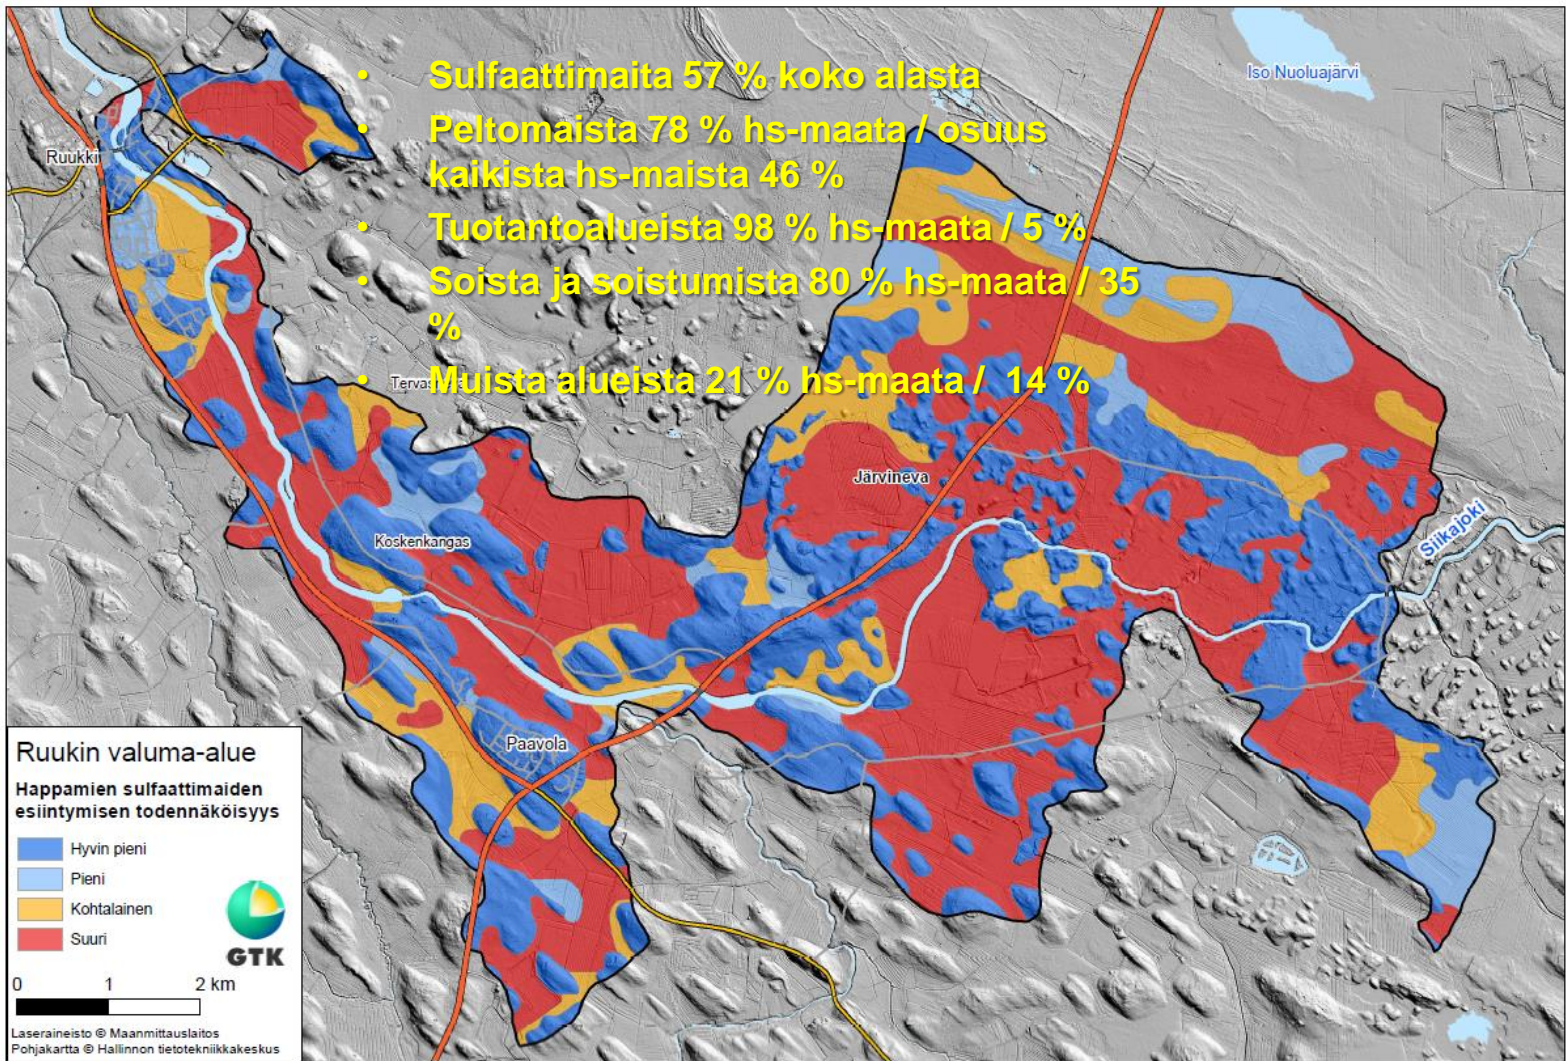 • Sulfaattimaita 57 % koko alasta
• Peltomaista 78 % hs-maata / osuus
kaikista hs-maista 46 %
• Tuotantoalueista 98 % hs-maata / 5 %
• Soista ja soistumista 80 % hs-maata / 35
%
• Muista alueista 21 % hs-maata / 14 %
Iso Nuoluajärvi
Ruukki
Järvineva
Koskenkangas
Siikajoki
Paavola
Ruukin valuma-alue
Happamien sulfaattimaiden
esiintymisen todennäköisyys
Hyvin pieni
Pieni
Kohtalainen
Suuri
GTK
0 1 2 km
Laseraineisto © Maanmittauslaitos
Pohjakartta © Hallinnon tietotekniikkakeskus